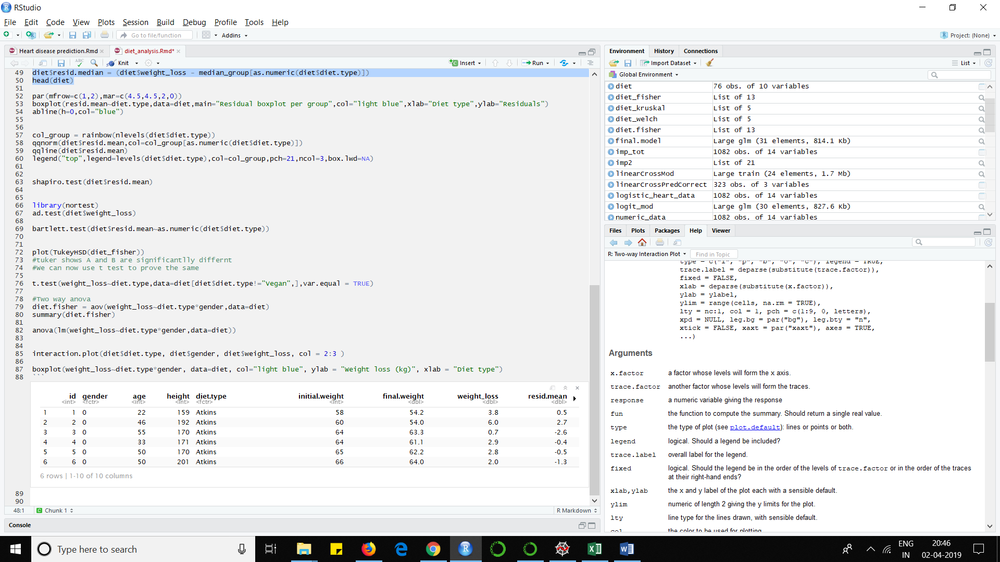 RStudio
File Edit Code View Plots Session Build Debug Profile Tools Help
Go to file/function Addins Project: (None)
Heart disease prediction.Rmd diet_analysis.Rmd*
ABC Knit Insert Run
49 diet$resid.median = (diet$weight_loss - median_group[as.numeric(diet$diet.type)])
50 head(diet)
51
52 par(mfrow=c(1,2),mar=c(4.5,4.5,2,0))
53 boxplot(resid.mean~diet.type,data=diet,main="Residual boxplot per group",col="light blue",xlab="Diet type",ylab="Residuals")
54 abline(h=0,col="blue")
55
56
57 col_group = rainbow(nlevels(diet$diet.type))
58 qqnorm(diet$resid.mean,col=col_group[as.numeric(diet$diet.type)])
59 qqline(diet$resid.mean)
60 legend("top",legend=levels(diet$diet.type),col=col_group,pch=21,ncol=3,box.lwd=NA)
61
62
63 shapiro.test(diet$resid.mean)
64
65
66 library(nortest)
67 ad.test(diet$weight_loss)
68
69 bartlett.test(diet$resid.mean~as.numeric(diet$diet.type))
70
71
72 plot(TukeyHSD(diet_fisher))
73 #tuker shows A and B are significantlly differnt
74 #We can now use t test to prove the same
75
76 t.test(weight_loss~diet.type,data=diet[diet$diet.type!="Vegan",],var.equal = TRUE)
77
78 #Two way anova
79 diet.fisher = aov(weight_loss~diet.type*gender,data=diet)
80 summary(diet.fisher)
81
82 anova(lm(weight_loss~diet.type*gender,data=diet))
83
84
85 interaction.plot(diet$diet.type, diet$gender, diet$weight_loss, col = 2:3 )
86
87 boxplot(weight_loss~diet.type*gender, data=diet, col="light blue", ylab = "Weight loss (kg)", xlab = "Diet type")
88 ```
id gender age height diet.type initial.weight final.weight weight_loss resid.mean
<int> <fctr> <int> <int> <fctr> <int> <dbl> <dbl> <dbl>
1 1 0 22 159 Atkins 58 54.2 3.8 0.5
2 2 0 46 192 Atkins 60 54.0 6.0 2.7
3 3 0 55 170 Atkins 64 63.3 0.7 -2.6
4 4 0 33 171 Atkins 64 61.1 2.9 -0.4
5 5 0 50 170 Atkins 65 62.2 2.8 -0.5
6 6 0 50 201 Atkins 66 64.0 2.0 -1.3
6 rows | 1-10 of 10 columns
89
90
48:1 Chunk 1 R Markdown
Console
Environment History Connections
Import Dataset List
Global Environment
diet 76 obs. of 10 variables
diet_fisher List of 13
diet_kruskal List of 5
diet_welch List of 5
diet.fisher List of 13
final.model Large glm (31 elements, 814.1 Kb)
imp_tot 1082 obs. of 14 variables
imp2 List of 21
linearCrossMod Large train (24 elements, 1.7 Mb)
linearCrossPredCorrect 323 obs. of 3 variables
logistic_heart_data 1082 obs. of 14 variables
logit_mod Large glm (30 elements, 827.6 Kb)
numeric_data 1082 obs. of 14 variables
Files Plots Packages Help Viewer
R: Two-way Interaction Plot Find in Topic
type = c("l", "p", "b", "o", "c"), legend = TRUE,
trace.label = deparse(substitute(trace.factor)),
fixed = FALSE,
xlab = deparse(substitute(x.factor)),
ylab = ylabel,
ylim = range(cells, na.rm = TRUE),
lty = nc:1, col = 1, pch = c(1:9, 0, letters),
xpd = NULL, leg.bg = par("bg"), leg.bty = "n",
xtick = FALSE, xaxt = par("xaxt"), axes = TRUE,
...)
Arguments
x.factor a factor whose levels will form the x axis.
trace.factor another factor whose levels will form the traces.
response a numeric variable giving the response
fun the function to compute the summary. Should return a single real value.
type the type of plot (see plot.default): lines or points or both.
legend logical. Should a legend be included?
trace.label overall label for the legend.
fixed logical. Should the legend be in the order of the levels of trace.factor or in the order of the traces
at their right-hand ends?
xlab,ylab the x and y label of the plot each with a sensible default.
ylim numeric of length 2 giving the y limits for the plot.
lty line type for the lines drawn, with sensible default.
col the color to be used for plotting
Type here to search
ENG
IN
20:46
02-04-2019